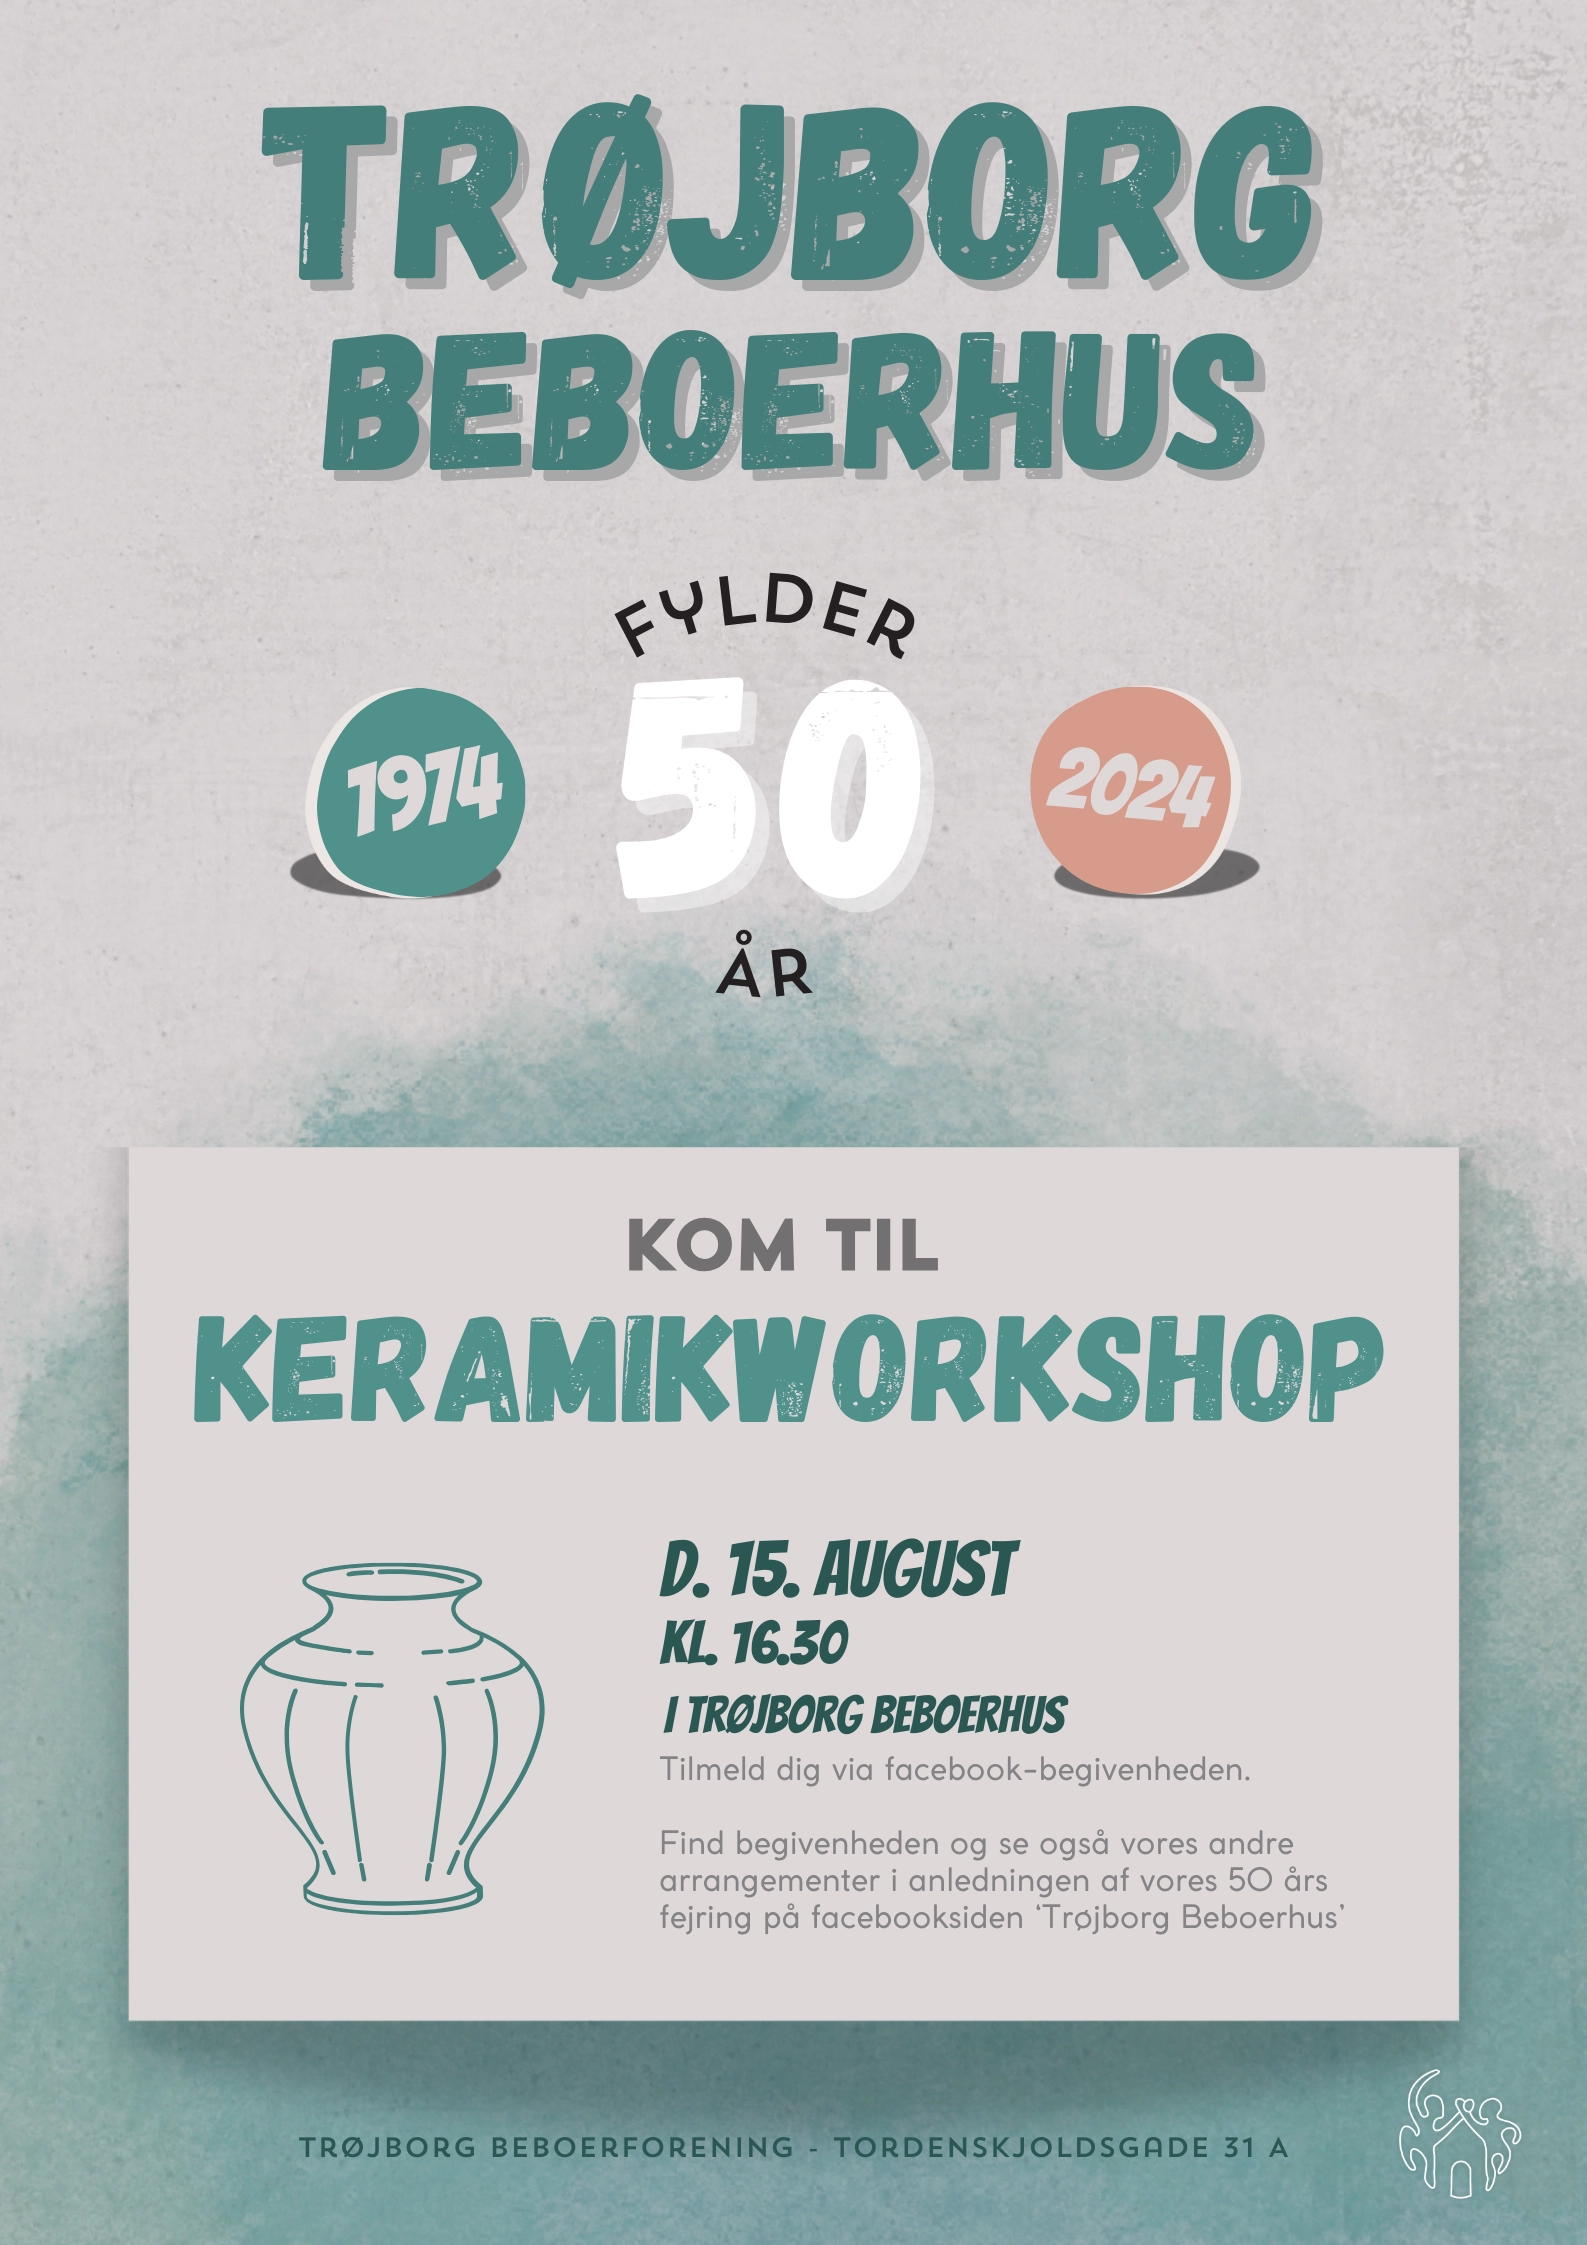 TRØJBORG
BEBOERHUS
FYLDER
1974
50
2024
ÅR
KOM TIL
KERAMIKWORKSHOP
D. 15. AUGUST
KL. 16.30
I TRØJBORG BEBOERHUS
Tilmeld dig via facebook-begivenheden.
Find begivenheden og se også vores andre
arrangementer i anledningen af vores 50 års
fejring på facebooksiden ‘Trøjborg Beboerhus’
TRØJBORG BEBOERFORENING - TORDENSKJOLDSGADE 31 A